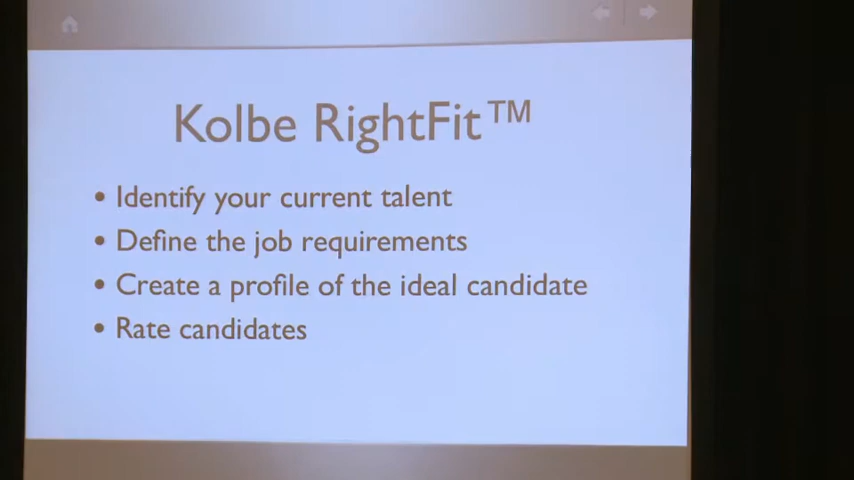 Kolbe RightFit™
• Identify your current talent
• Define the job requirements
• Create a profile of the ideal candidate
• Rate candidates